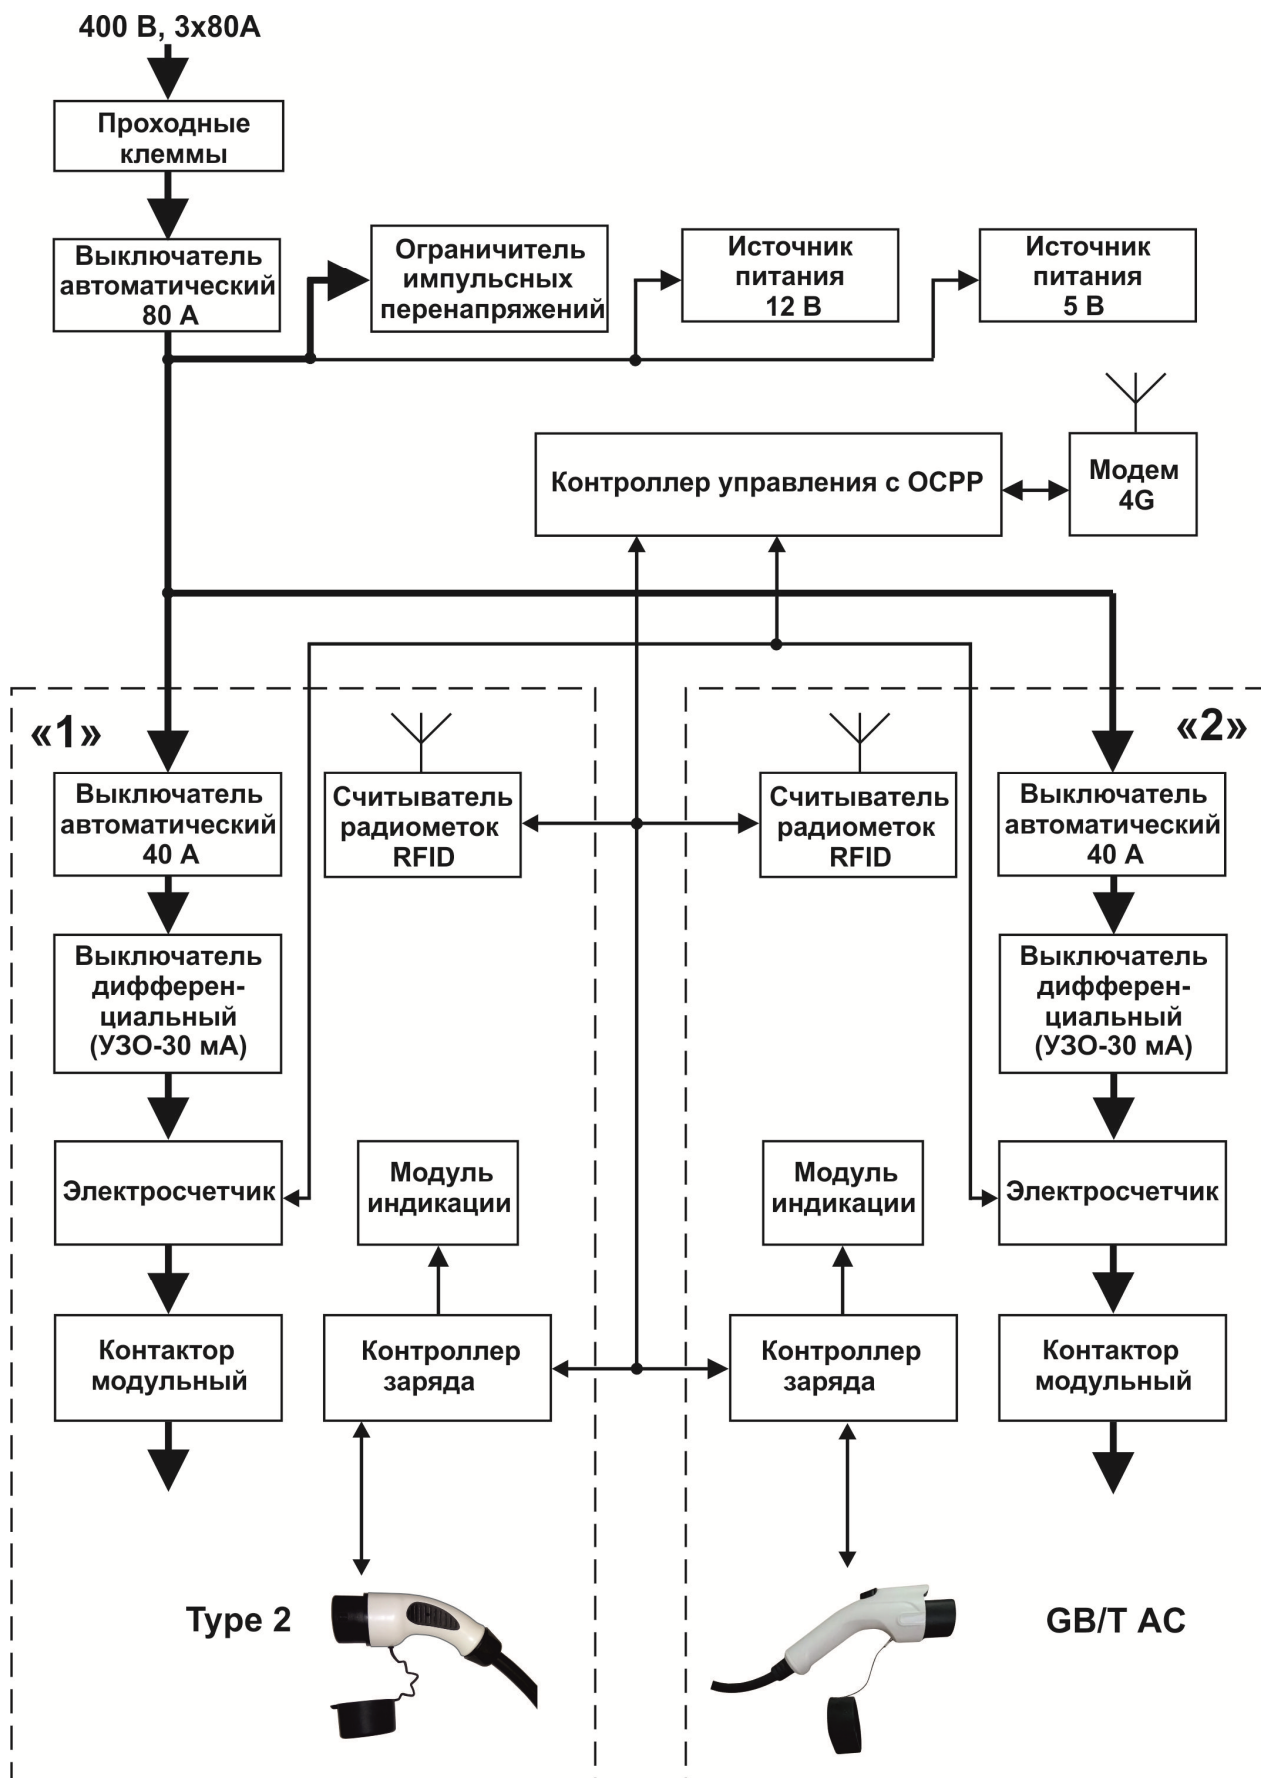 400 В, 3х80А
Проходные
клеммы
Выключатель
автоматический
80 А
Ограничитель
импульсных
перенапряжений
Источник
питания
12 В
Источник
питания
5 В
Контроллер управления с OCPP
Модем
4G
«1»
«2»
Выключатель
автоматический
40 А
Считыватель
радиометок
RFID
Считыватель
радиометок
RFID
Выключатель
автоматический
40 А
Выключатель
дифферен-
циальный
(УЗО-30 мА)
Выключатель
дифферен-
циальный
(УЗО-30 мА)
Электросчетчик
Модуль
индикации
Модуль
индикации
Электросчетчик
Контактор
модульный
Контроллер
заряда
Контроллер
заряда
Контактор
модульный
Type 2
GB/T AC